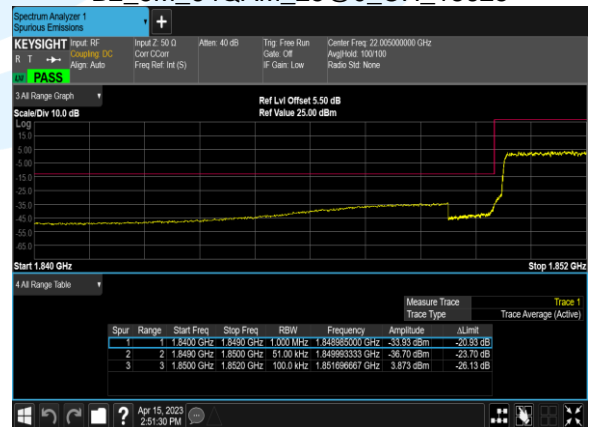 Spectrum Analyzer 1
Spurious Emissions
+
KEYSIGHT Input: RF Input Z: 50 Ω Atten: 40 dB Trig: Free Run Center Freq: 22.005000000 GHz
R T Coupling: DC Corr CCorr Gate: Off Avg|Hold: 100/100
Align: Auto Freq Ref: Int (S) IF Gain: Low Radio Std: None
LV PASS
3 All Range Graph
Ref Lvl Offset 5.50 dB
Scale/Div 10.0 dB Ref Value 25.00 dBm
Log
15.0
5.00
-5.00
-15.0
-25.0
-35.0
-45.0
-55.0
-65.0
Start 1.840 GHz Stop 1.852 GHz
4 All Range Table
Measure Trace Trace 1
Trace Type Trace Average (Active)
Spur Range Start Freq Stop Freq RBW Frequency Amplitude ΔLimit
1 1 1.8400 GHz 1.8490 GHz 1.000 MHz 1.848985000 GHz -33.93 dBm -20.93 dB
2 2 1.8490 GHz 1.8500 GHz 51.00 kHz 1.849993333 GHz -36.70 dBm -23.70 dB
3 3 1.8500 GHz 1.8520 GHz 100.0 kHz 1.851696667 GHz 3.873 dBm -26.13 dB
Apr 15, 2023
2:51:30 PM